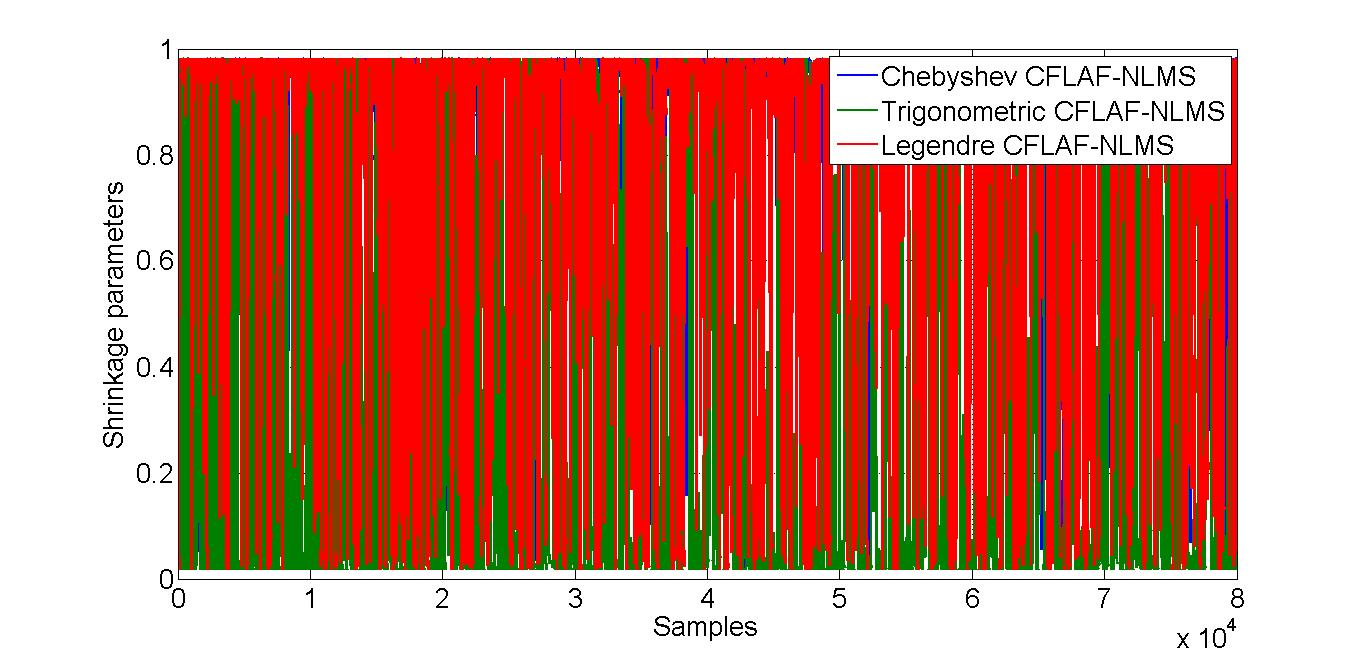 1
0.8
0.6
0.4
0.2
0
Shrinkage parameters
Chebyshev CFLAF-NLMS
Trigonometric CFLAF-NLMS
Legendre CFLAF-NLMS
0 1 2 3 4 5 6 7 8
Samples
x 10^4